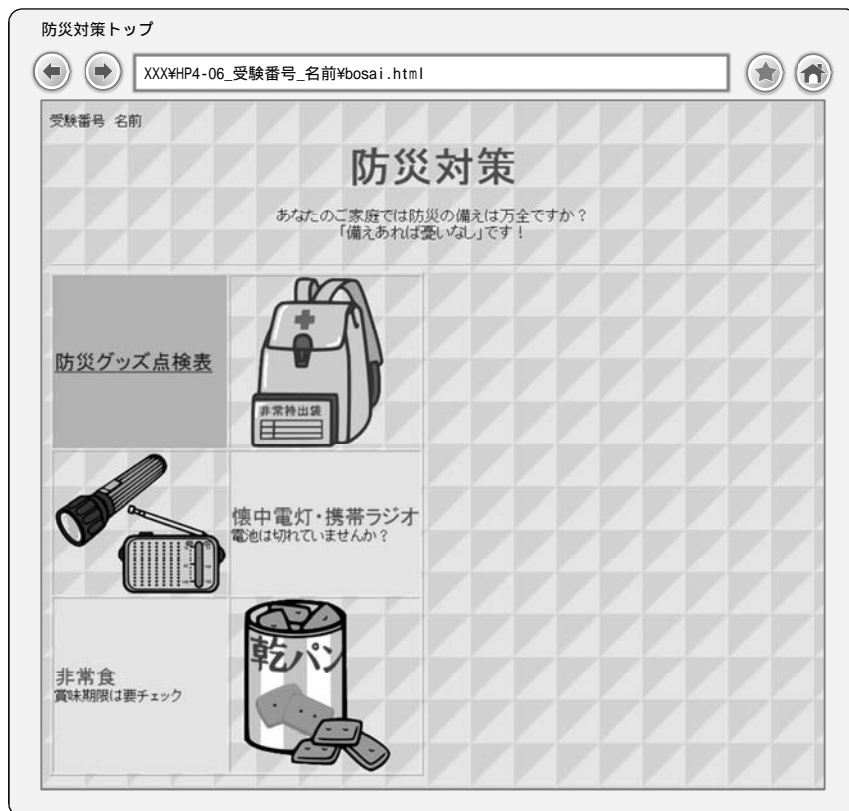 防災対策トップ
XXX¥HP4-06_受験番号_名前¥bosai.html
受験番号 名前
防災対策
あなたのご家庭では防災の備えは万全ですか？
「備えあれば憂いなし」です！
防災グッズ点検表
非常持出袋
懐中電灯・携帯ラジオ
電池は切れていませんか？
非常食
賞味期限は要チェック
乾パン